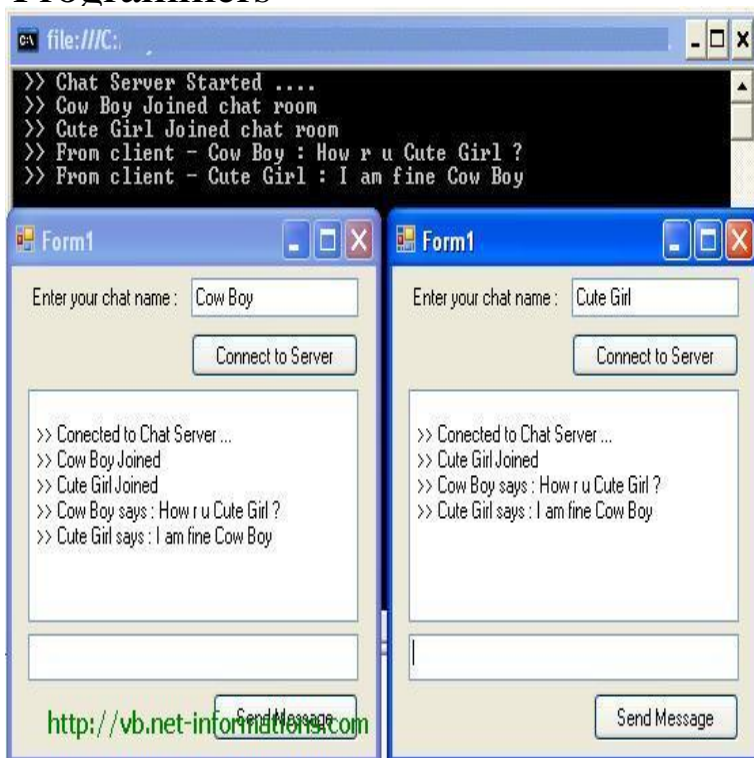 Programmers
file:///C:
>> Chat Server Started ....
>> Cow Boy Joined chat room
>> Cute Girl Joined chat room
>> From client - Cow Boy : How r u Cute Girl ?
>> From client - Cute Girl : I am fine Cow Boy
Form1
Enter your chat name : Cow Boy
Connect to Server
>> Conected to Chat Server ...
>> Cow Boy Joined
>> Cute Girl Joined
>> Cow Boy says : How r u Cute Girl ?
>> Cute Girl says : I am fine Cow Boy
Send Message
http://vb.net-informations.com
Form1
Enter your chat name : Cute Girl
Connect to Server
>> Conected to Chat Server ...
>> Cute Girl Joined
>> Cow Boy says : How r u Cute Girl ?
>> Cute Girl says : I am fine Cow Boy
Send Message